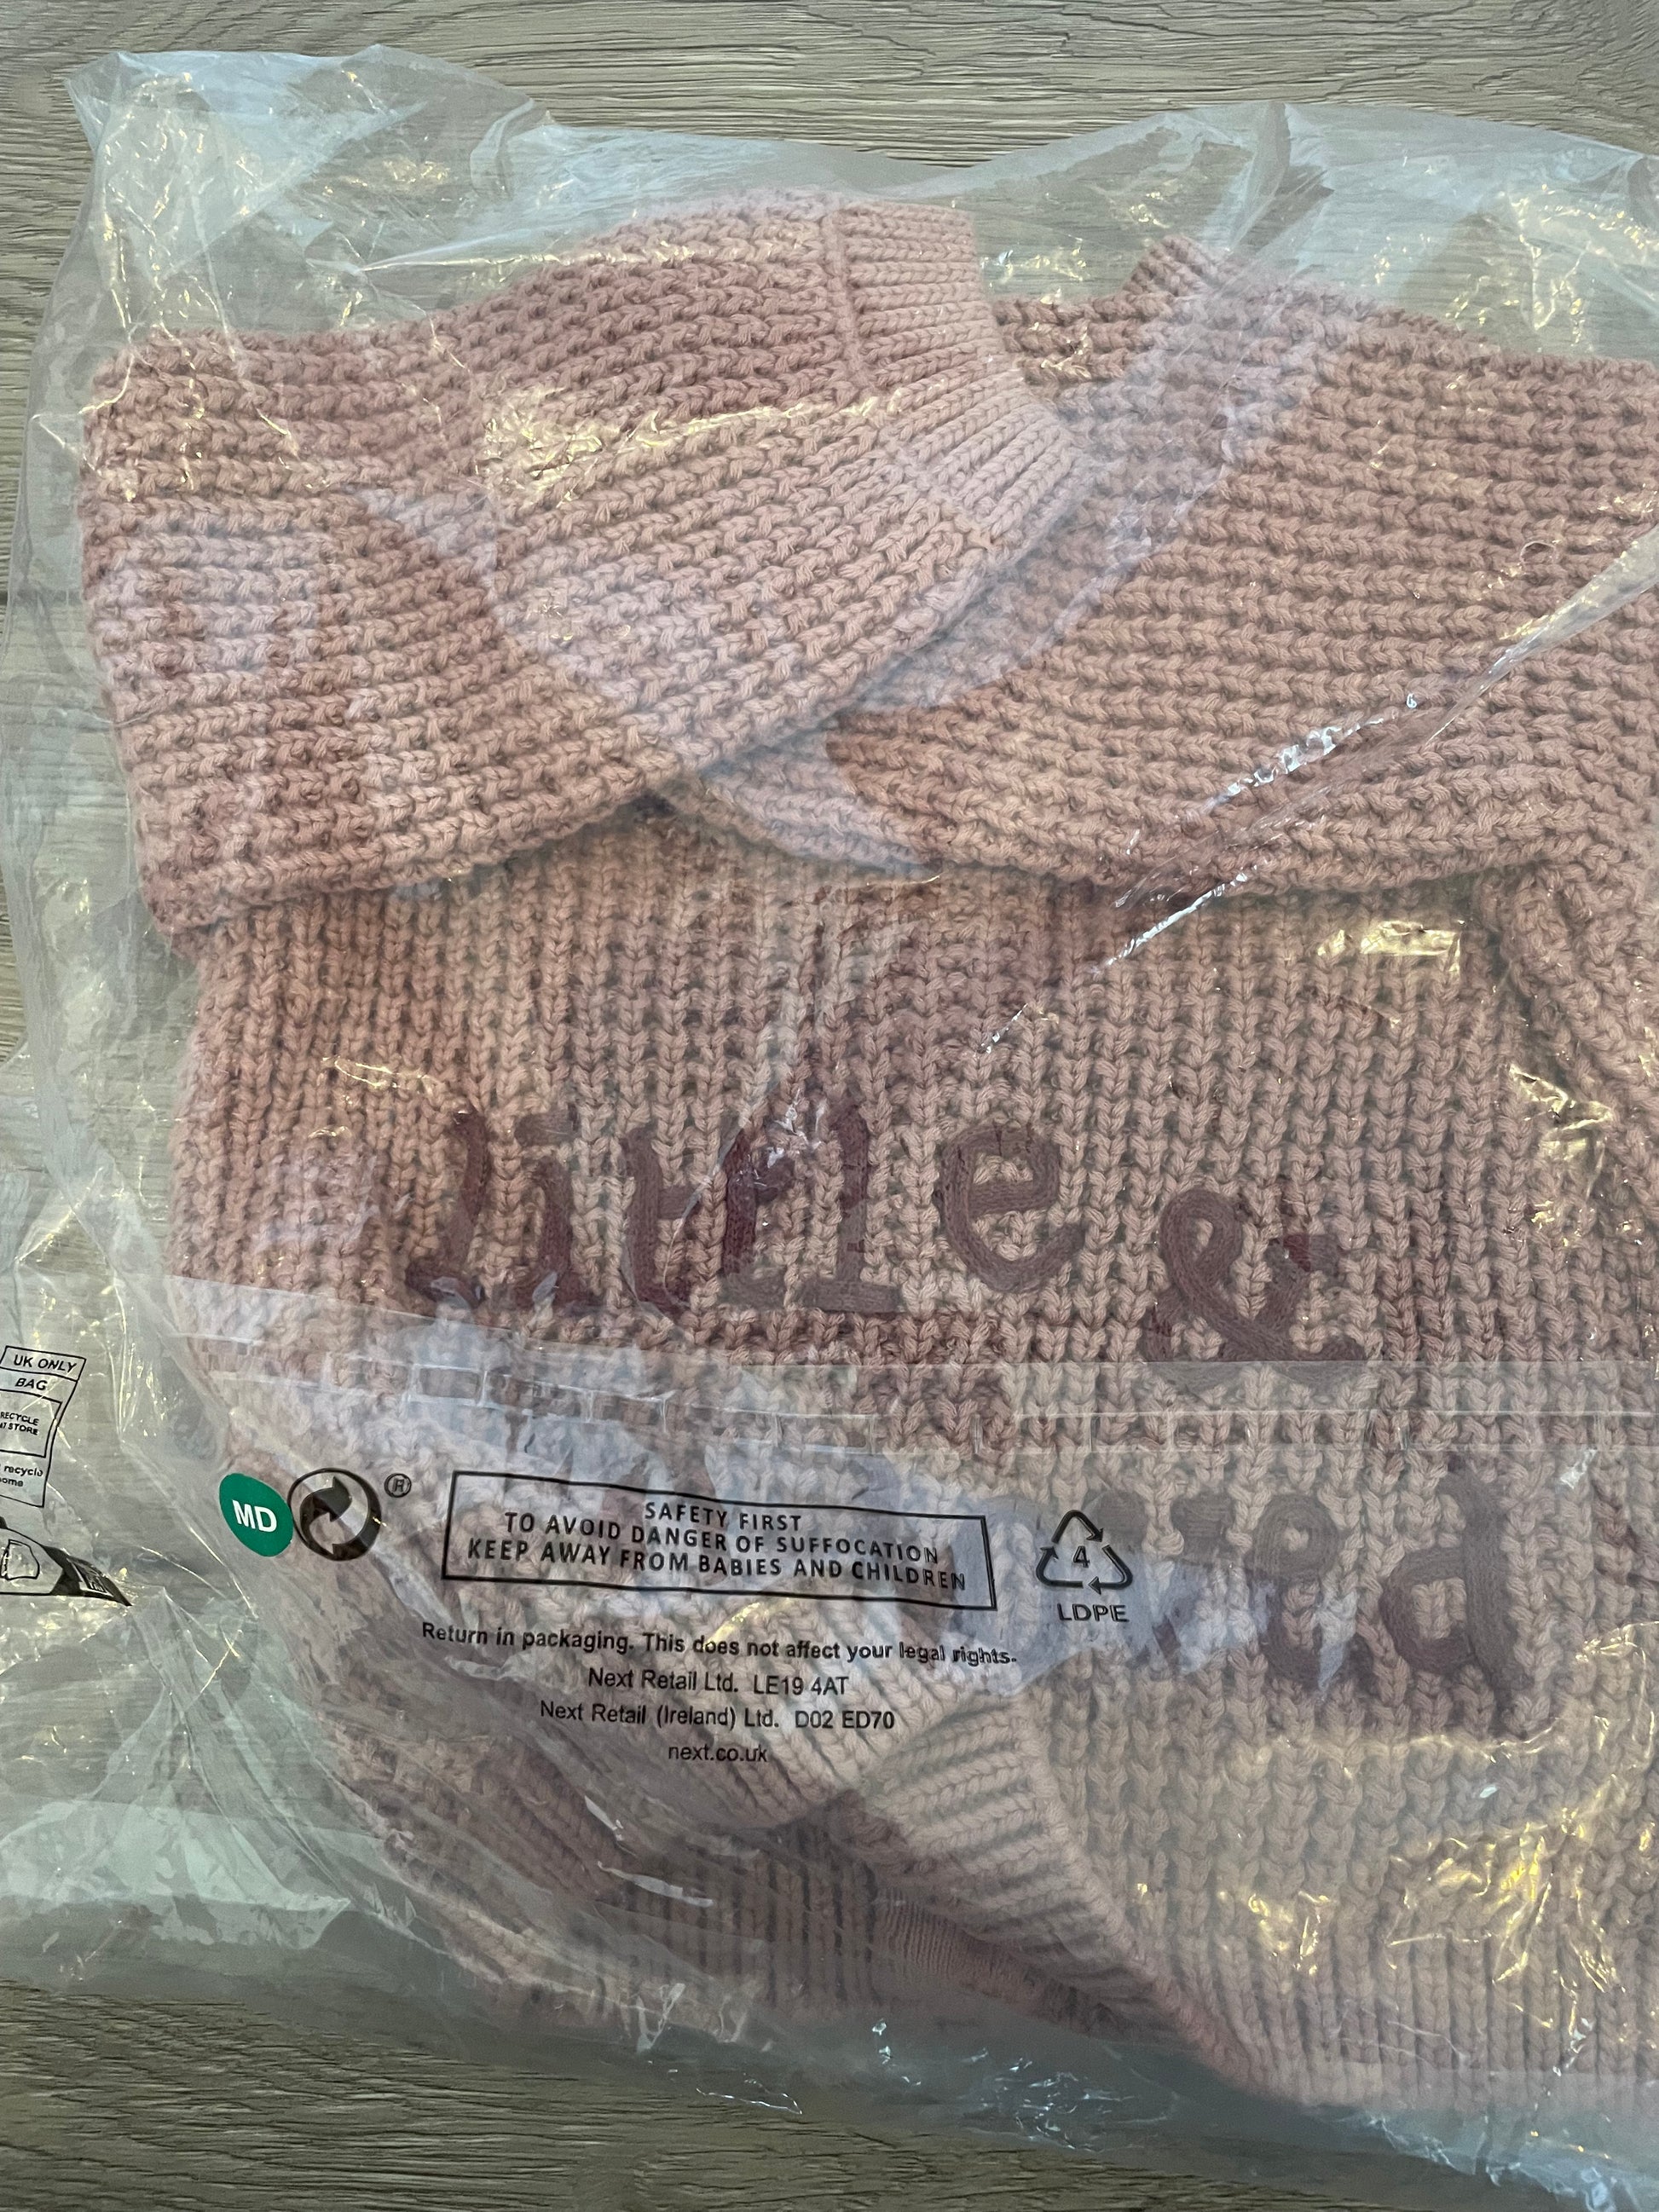 little &
UK ONLY
BAG
RECYCLE
AT STORE
recycle
MD
®
SAFETY FIRST
TO AVOID DANGER OF SUFFOCATION
KEEP AWAY FROM BABIES AND CHILDREN
4
LDPE
Return in packaging. This does not affect your legal rights.
Next Retail Ltd. LE19 4AT
Next Retail (Ireland) Ltd. D02 ED70
next.co.uk